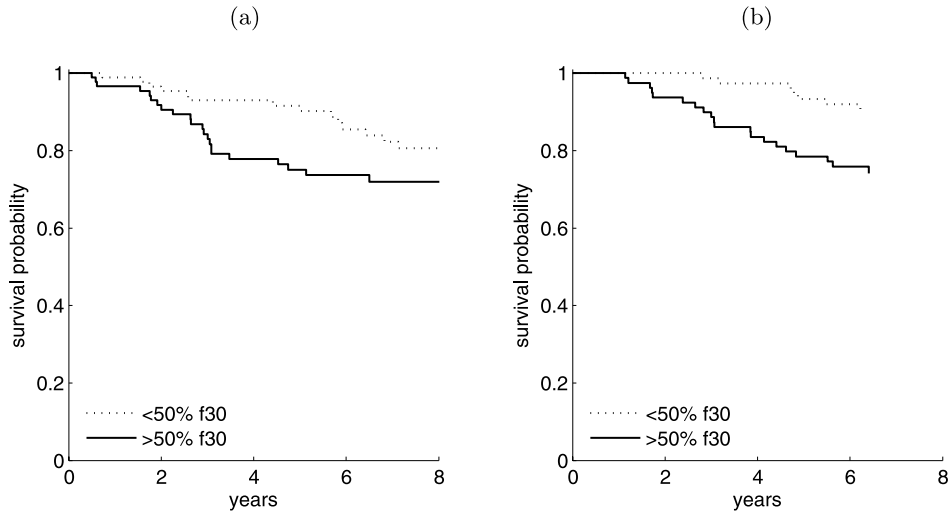 (a)
survival probability
1
0.8
0.6
0.4
0.2
0
<50% f30
>50% f30
0 2 4 6 8
years
(b)
survival probability
1
0.8
0.6
0.4
0.2
0
<50% f30
>50% f30
0 2 4 6 8
years